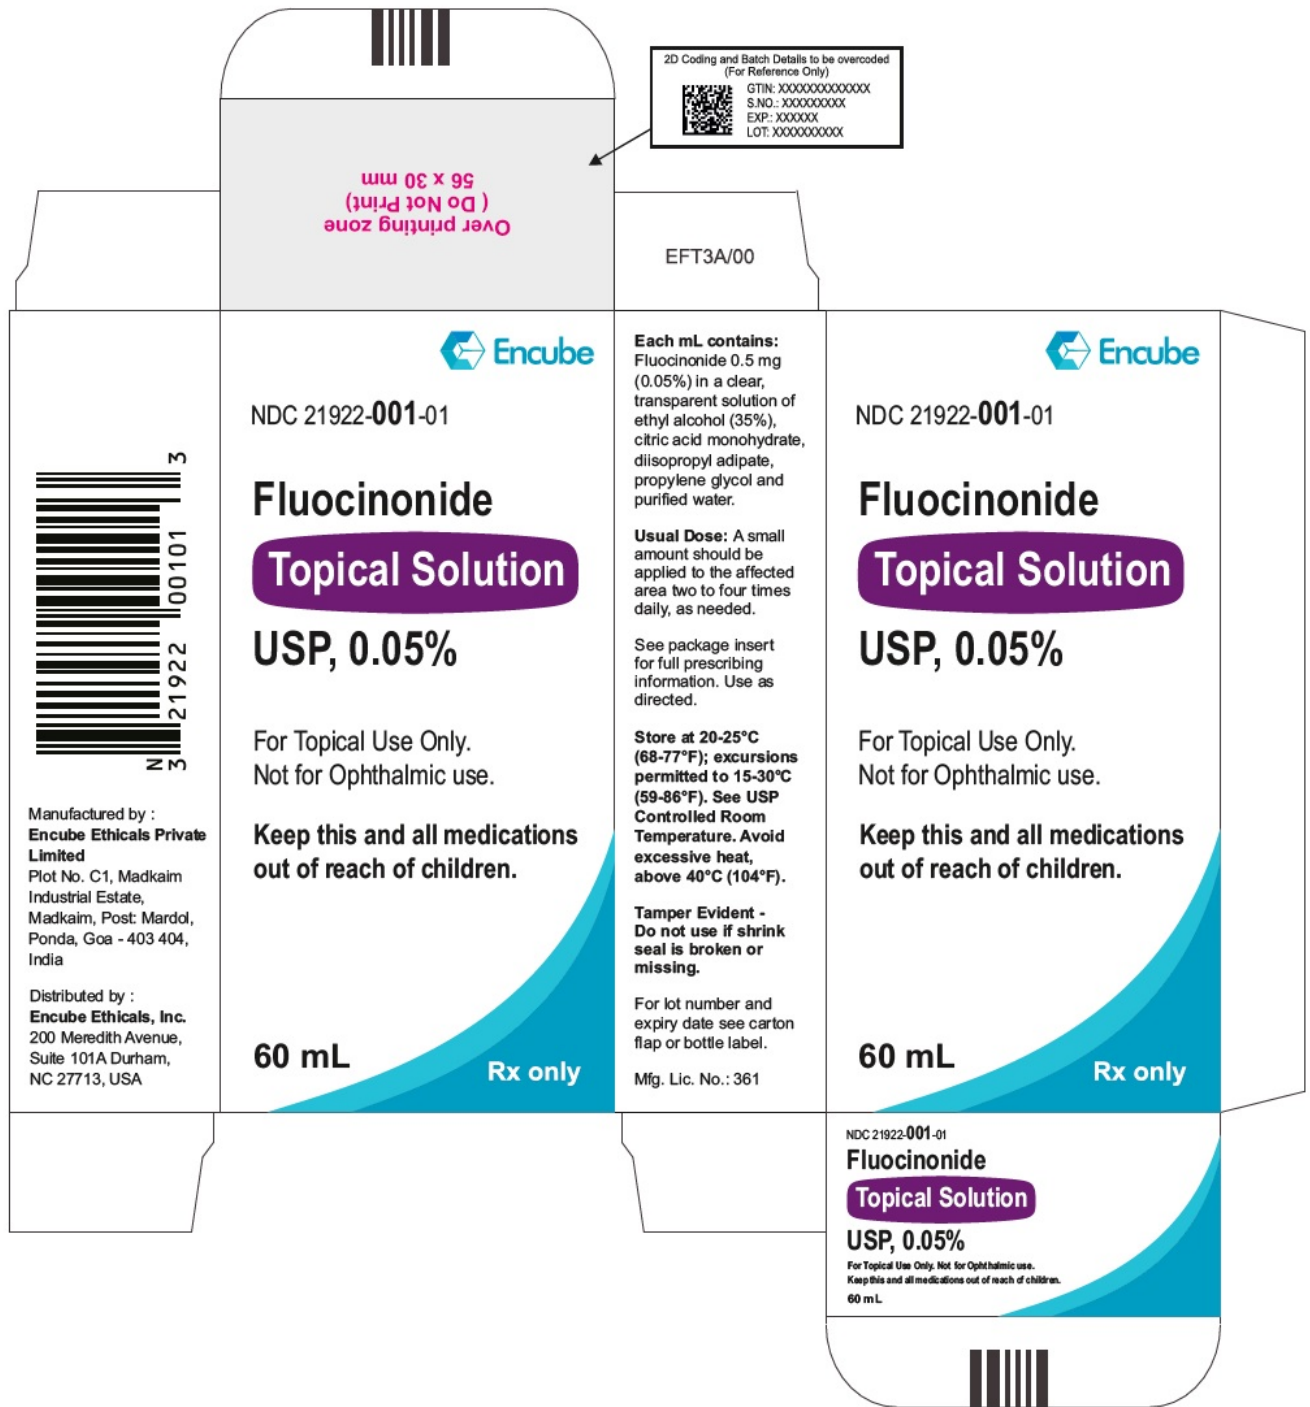 2D Coding and Batch Details to be overcoded
(For Reference Only)
GTIN: XXXXXXXXXXXXX
S.NO.: XXXXXXXXX
EXP.: XXXXXX
LOT: XXXXXXXXXX
Over printing zone
( Do Not Print)
56 x 30 mm
EFT3A/00
N
3 21922 00101 3
Manufactured by :
Encube Ethicals Private
Limited
Plot No. C1, Madkaim
Industrial Estate,
Madkaim, Post: Mardol,
Ponda, Goa - 403 404,
India
Distributed by :
Encube Ethicals, Inc.
200 Meredith Avenue,
Suite 101A Durham,
NC 27713, USA
Encube
NDC 21922-001-01
Fluocinonide
Topical Solution
USP, 0.05%
For Topical Use Only.
Not for Ophthalmic use.
Keep this and all medications
out of reach of children.
60 mL
Rx only
Each mL contains:
Fluocinonide 0.5 mg
(0.05%) in a clear,
transparent solution of
ethyl alcohol (35%),
citric acid monohydrate,
diisopropyl adipate,
propylene glycol and
purified water.
Usual Dose: A small
amount should be
applied to the affected
area two to four times
daily, as needed.
See package insert
for full prescribing
information. Use as
directed.
Store at 20-25°C
(68-77°F); excursions
permitted to 15-30°C
(59-86°F). See USP
Controlled Room
Temperature. Avoid
excessive heat,
above 40°C (104°F).
Tamper Evident -
Do not use if shrink
seal is broken or
missing.
For lot number and
expiry date see carton
flap or bottle label.
Mfg. Lic. No.: 361
Encube
NDC 21922-001-01
Fluocinonide
Topical Solution
USP, 0.05%
For Topical Use Only.
Not for Ophthalmic use.
Keep this and all medications
out of reach of children.
60 mL
Rx only
NDC 21922-001-01
Fluocinonide
Topical Solution
USP, 0.05%
For Topical Use Only. Not for Ophthalmic use.
Keep this and all medications out of reach of children.
60 mL